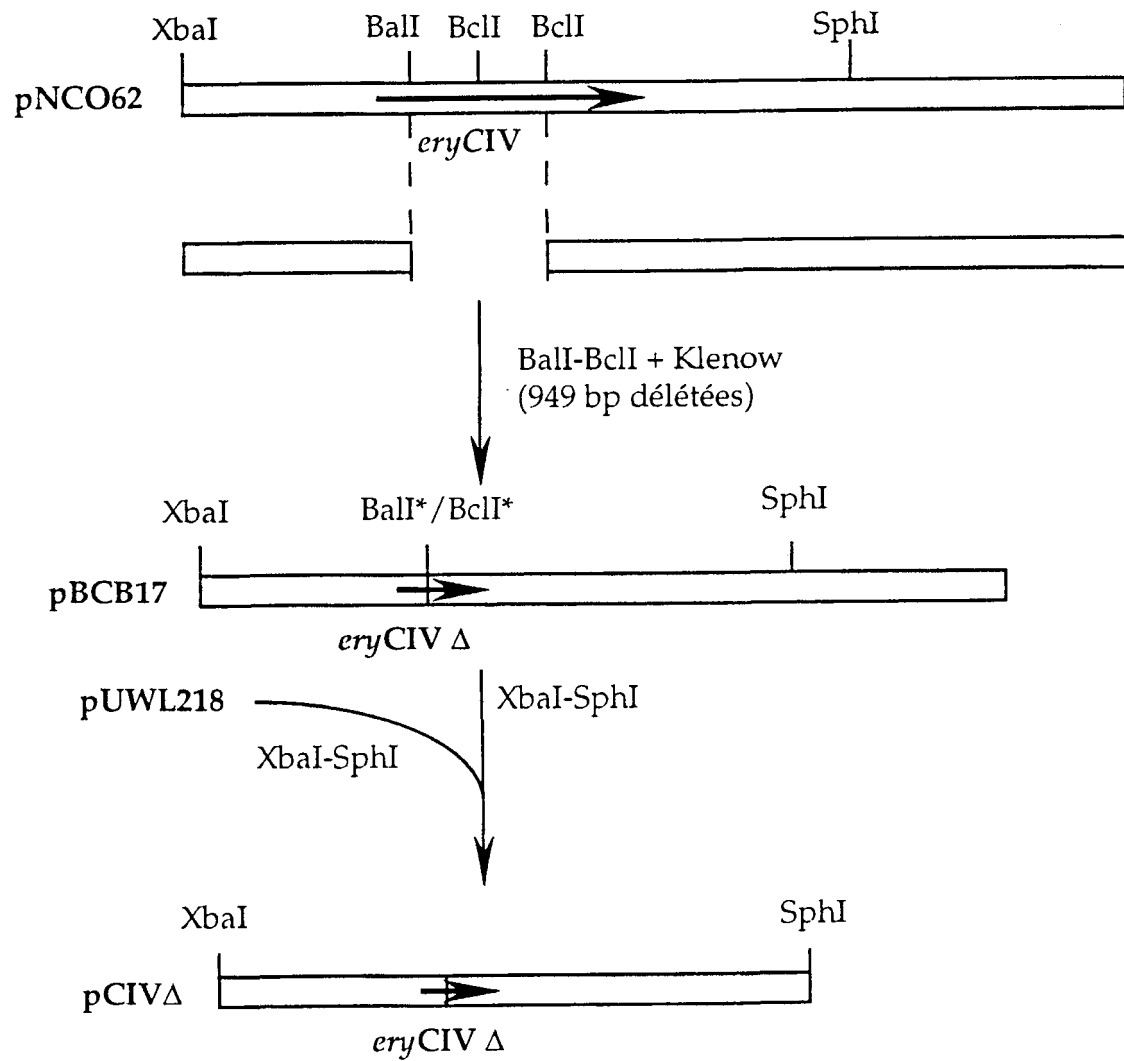 XbaI BalI BclI BclI SphI
pNCO62
eryCIV
BalI-BclI + Klenow
(949 bp délétées)
XbaI BalI*/BclI* SphI
pBCB17
eryCIV Δ
pUWL218 XbaI-SphI
XbaI-SphI
XbaI SphI
pCIVΔ
eryCIV Δ